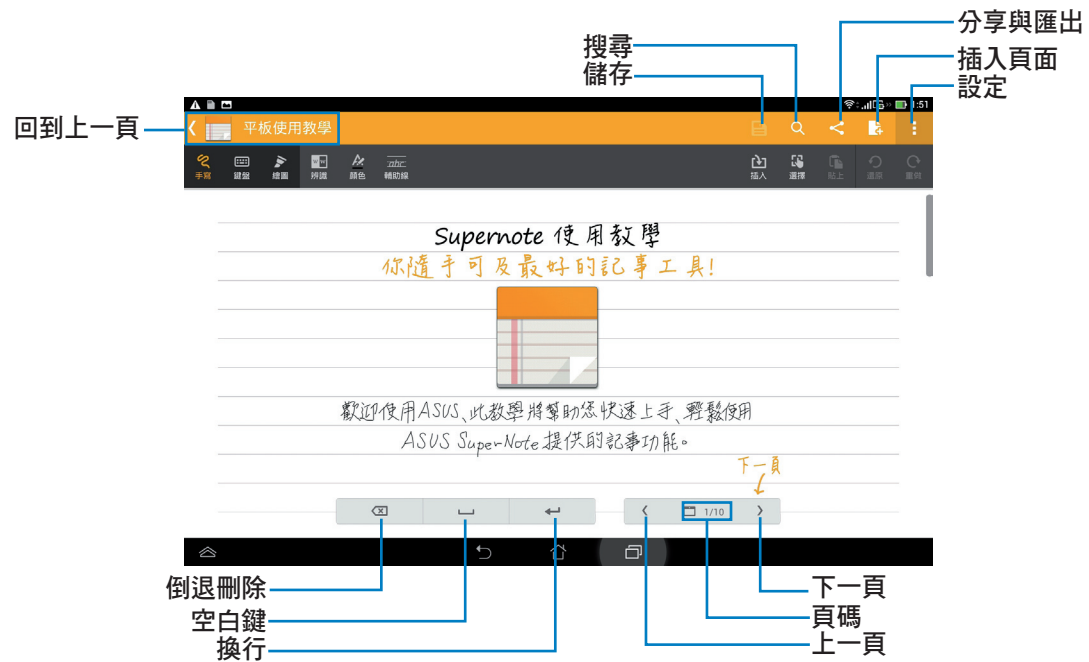 分享與匯出
搜尋
插入頁面
儲存
設定
1:51
回到上一頁
平板使用教學
手寫 鍵盤 繪圖 辨識 顏色 輔助線 插入 選擇 貼上 還原 重做
Supernote 使用教學
你隨手可及最好的記事工具!
歡迎使用ASUS、此教學將幫助您快速上手、輕鬆使用
ASUS SuperNote 提供的記事功能。
下一頁
1/10
倒退刪除
下一頁
空白鍵
頁碼
換行
上一頁